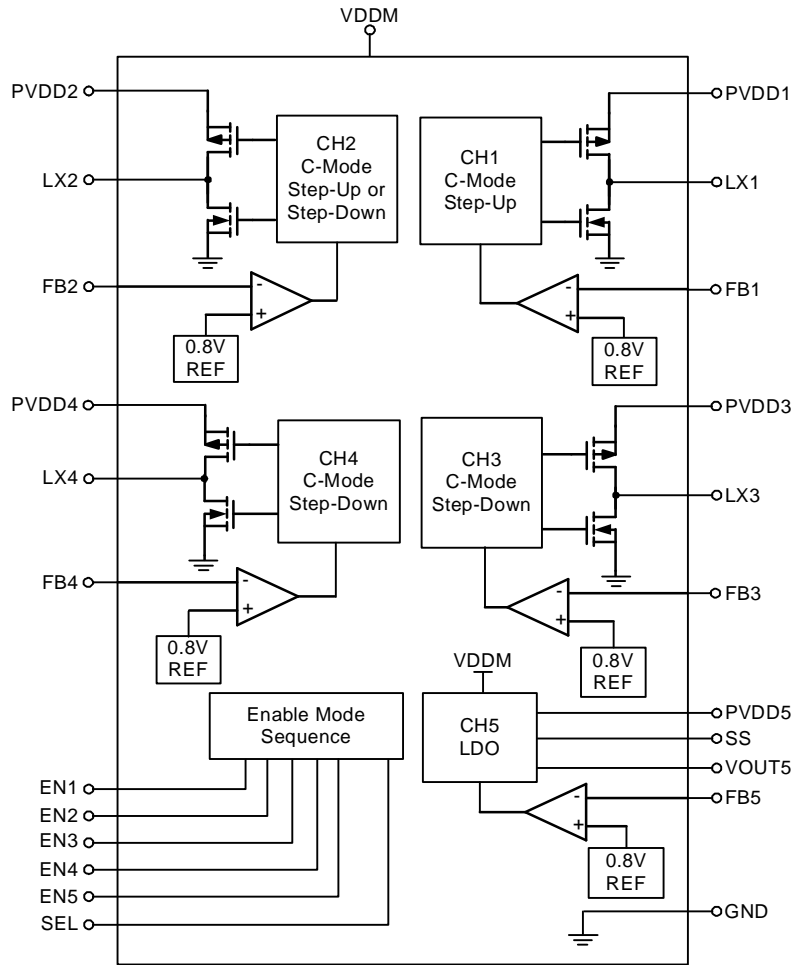 VDDM
PVDD2
LX2
FB2
CH2
C-Mode
Step-Up or
Step-Down
-
+
0.8V
REF
CH1
C-Mode
Step-Up
-
+
0.8V
REF
PVDD1
LX1
FB1
PVDD4
LX4
FB4
CH4
C-Mode
Step-Down
-
+
0.8V
REF
CH3
C-Mode
Step-Down
-
+
0.8V
REF
PVDD3
LX3
FB3
Enable Mode
Sequence
EN1
EN2
EN3
EN4
EN5
SEL
VDDM
CH5
LDO
-
+
0.8V
REF
PVDD5
SS
VOUT5
FB5
GND